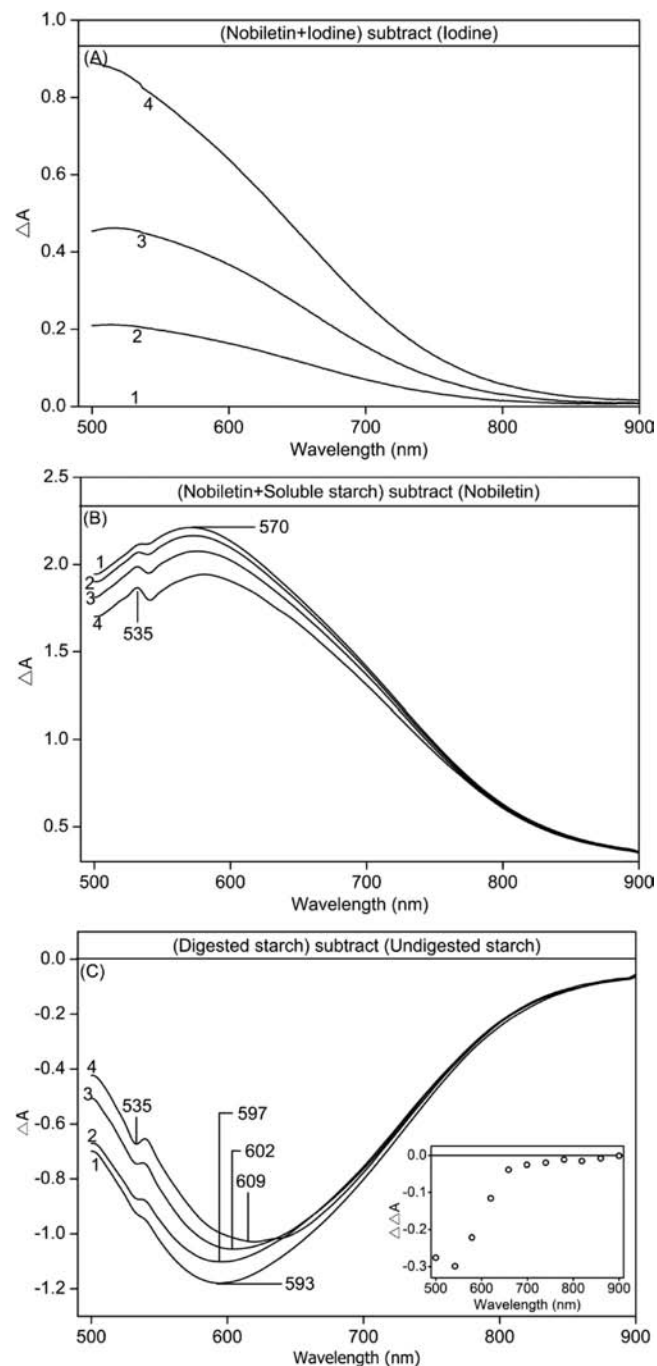 (Nobiletin+Iodine) subtract (Iodine)
(A)
1.0
0.8
0.6
0.4
0.2
0.0
△A
4
3
2
1
500 600 700 800 900
Wavelength (nm)
(Nobiletin+Soluble starch) subtract (Nobiletin)
(B)
2.5
2.0
1.5
1.0
0.5
△A
570
1
2
3
4
535
500 600 700 800 900
Wavelength (nm)
(Digested starch) subtract (Undigested starch)
(C)
0.0
-0.2
-0.4
-0.6
-0.8
-1.0
-1.2
△A
4
3
2
1
535
597
602
609
593
0.0
-0.1
-0.2
-0.3
△△A
500 600 700 800 900
Wavelength (nm)
500 600 700 800 900
Wavelength (nm)